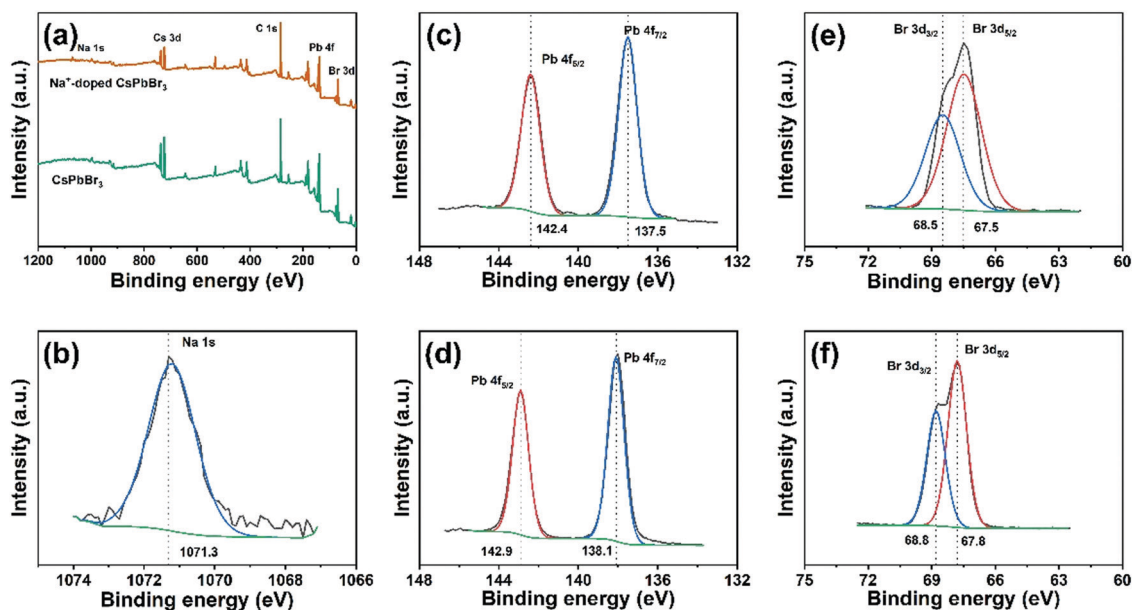 (a)
Na 1s
Cs 3d
C 1s
Pb 4f
Br 3d
Na⁺-doped CsPbBr₃
CsPbBr₃
Intensity (a.u.)
1200 1000 800 600 400 200 0
Binding energy (eV)
(c)
Pb 4f₅/₂
Pb 4f₇/₂
142.4
137.5
Intensity (a.u.)
148 144 140 136 132
Binding energy (eV)
(e)
Br 3d₃/₂
Br 3d₅/₂
68.5
67.5
Intensity (a.u.)
75 72 69 66 63 60
Binding energy (eV)
(b)
Na 1s
1071.3
Intensity (a.u.)
1074 1072 1070 1068 1066
Binding energy (eV)
(d)
Pb 4f₅/₂
Pb 4f₇/₂
142.9
138.1
Intensity (a.u.)
148 144 140 136 132
Binding energy (eV)
(f)
Br 3d₃/₂
Br 3d₅/₂
68.8
67.8
Intensity (a.u.)
75 72 69 66 63 60
Binding energy (eV)